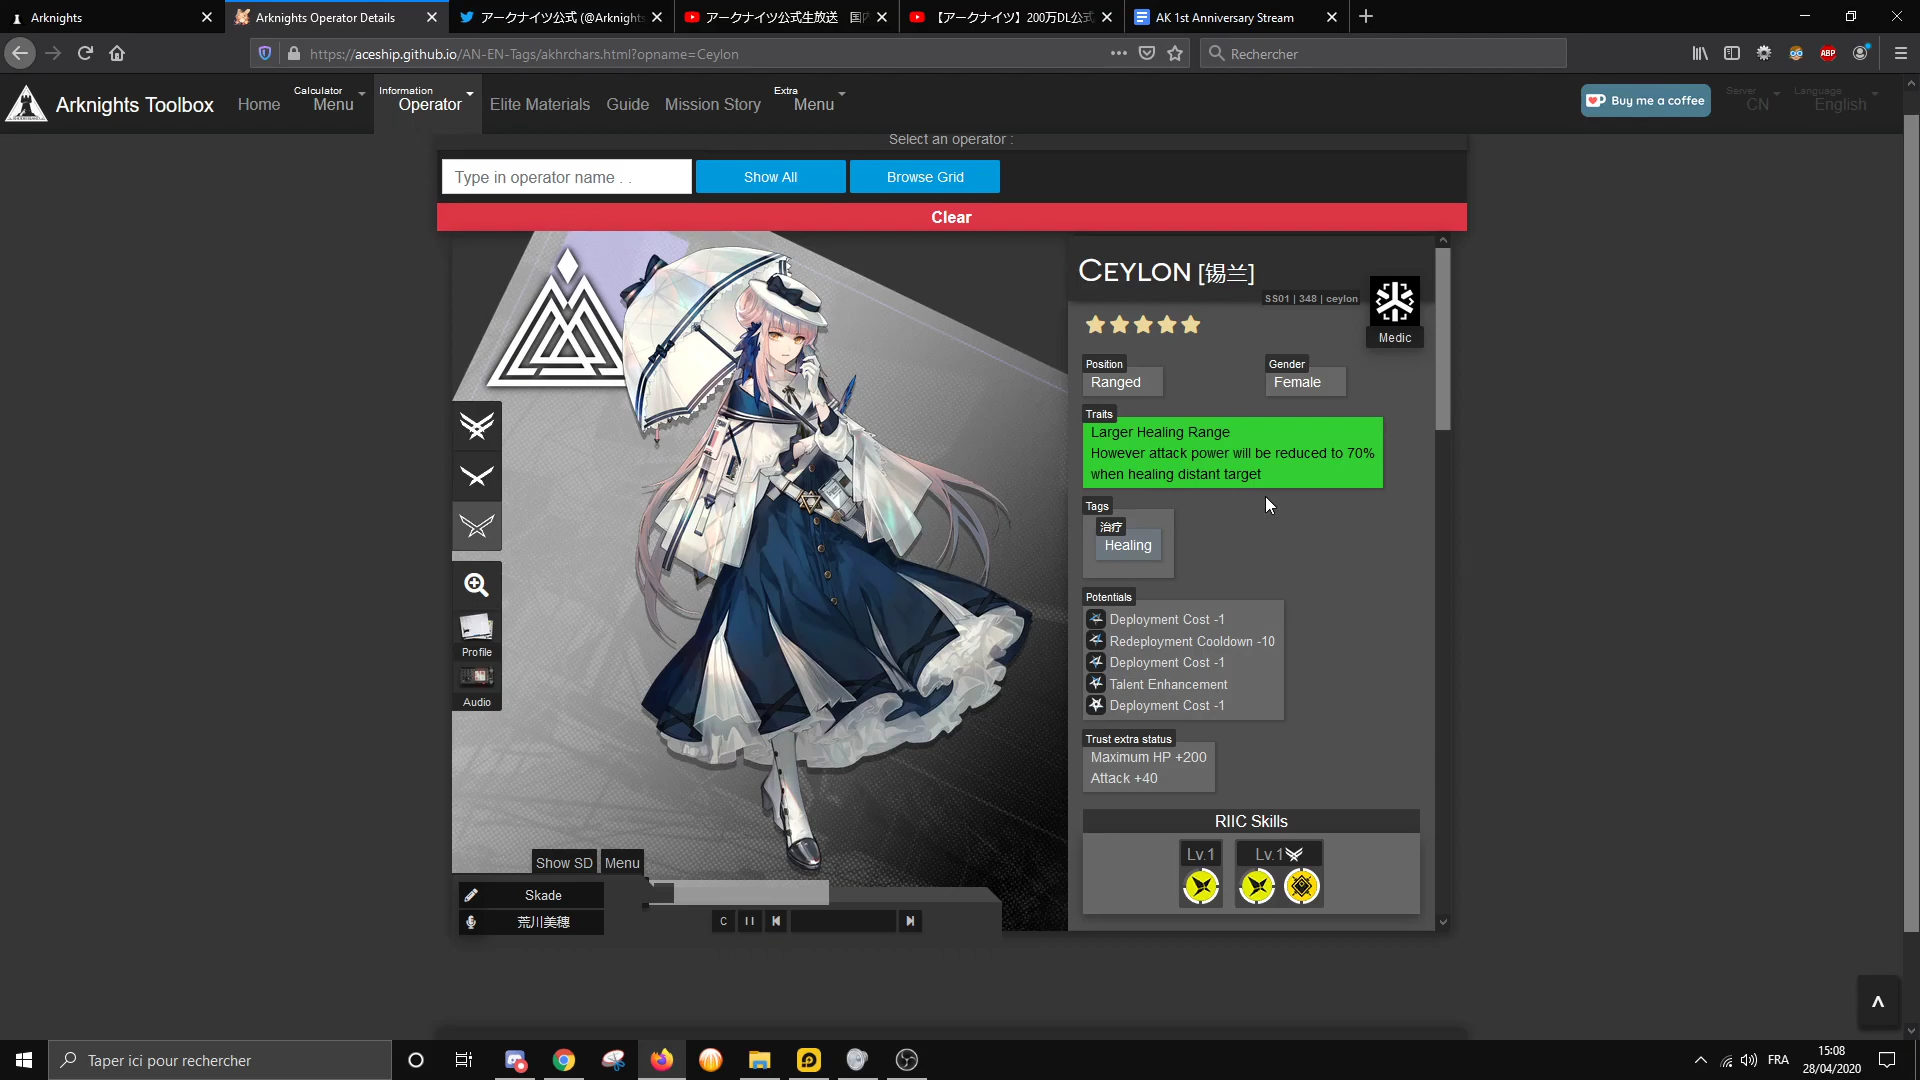 Arknights
Arknights Operator Details
アークナイツ公式 (@Arknights
アークナイツ公式生放送 国内
【アークナイツ】200万DL公式
AK 1st Anniversary Stream
https://aceship.github.io/AN-EN-Tags/akhrchars.html?opname=Ceylon
Rechercher
ABP
Arknights Toolbox
Home
Calculator
Menu
Information
Operator
Elite Materials
Guide
Mission Story
Extra
Menu
Buy me a coffee
Server
CN
Language
English
Select an operator :
Type in operator name . .
Show All
Browse Grid
Clear
CEYLON [锡兰]
SS01 | 348 | ceylon
Medic
Position
Ranged
Gender
Female
Traits
Larger Healing Range
However attack power will be reduced to 70%
when healing distant target
Tags
治疗
Healing
Potentials
Deployment Cost -1
Redeployment Cooldown -10
Deployment Cost -1
Talent Enhancement
Deployment Cost -1
Trust extra status
Maximum HP +200
Attack +40
RIIC Skills
Lv.1
Lv.1
Profile
Audio
Show SD
Menu
Skade
荒川美穂
C
Taper ici pour rechercher
FRA
15:08
28/04/2020